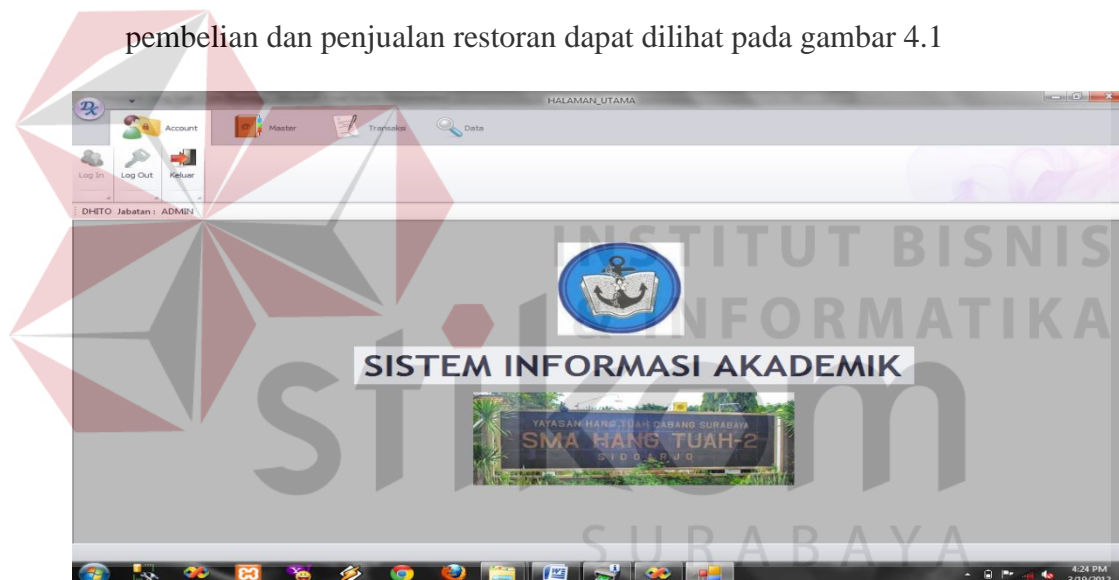 pembelian dan penjualan restoran dapat dilihat pada gambar 4.1
HALAMAN_UTAMA
Account Master Transaksi Data
Log In Log Out Keluar
DHITO Jabatan : ADMIN
INSTITUT BISNIS
& INFORMATIKA
stikom
SURABAYA
SISTEM INFORMASI AKADEMIK
YAYASAN HANG TUAH CABANG SURABAYA
SMA HANG TUAH-2
SIDOARJO
4:24 PM